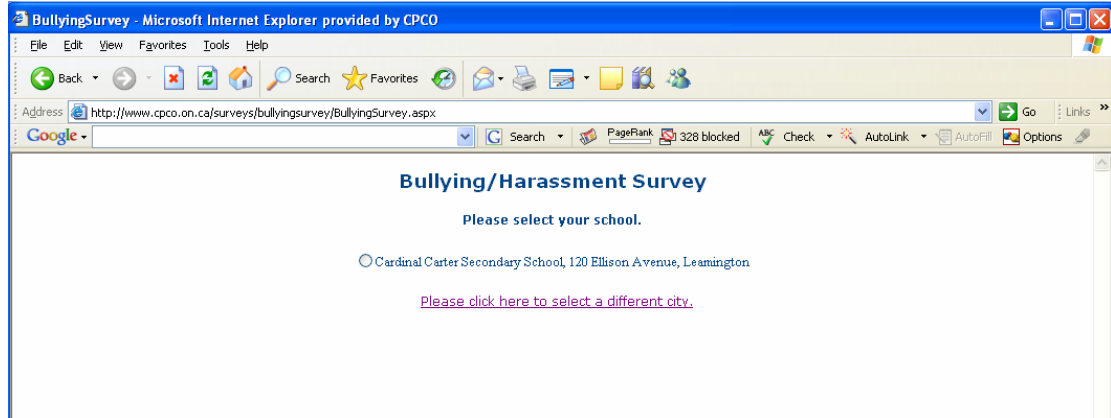 BullyingSurvey - Microsoft Internet Explorer provided by CPCO
File Edit View Favorites Tools Help
Back Search Favorites
Address http://www.cpco.on.ca/surveys/bullyingsurvey/BullyingSurvey.aspx Go Links »
Google Search PageRank 328 blocked ABC Check AutoLink AutoFill Options
Bullying/Harassment Survey
Please select your school.
Cardinal Carter Secondary School, 120 Ellison Avenue, Leamington
Please click here to select a different city.